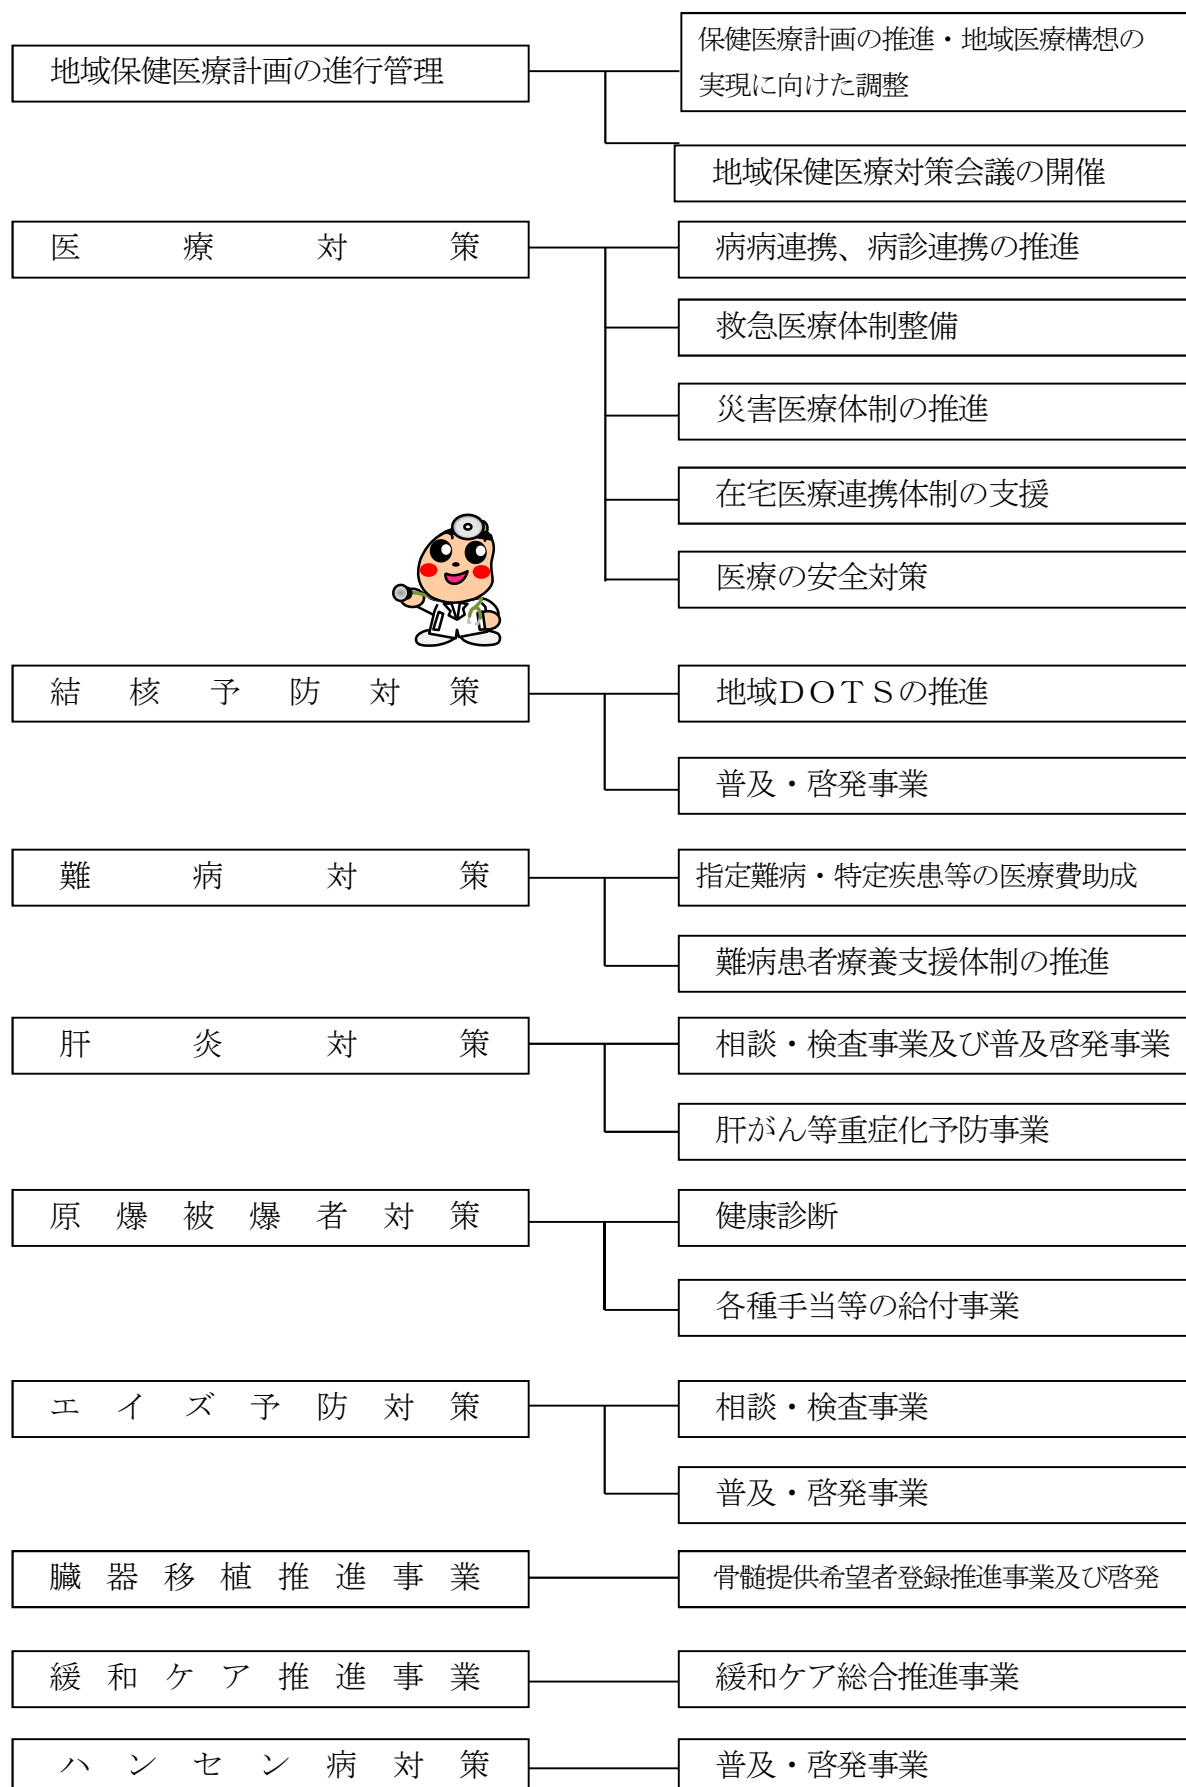 地域保健医療計画の進行管理
保健医療計画の推進・地域医療構想の
実現に向けた調整
地域保健医療対策会議の開催
医療対策
病病連携、病診連携の推進
救急医療体制整備
災害医療体制の推進
在宅医療連携体制の支援
医療の安全対策
結核予防対策
地域DOTSの推進
普及・啓発事業
難病対策
指定難病・特定疾患等の医療費助成
難病患者療養支援体制の推進
肝炎対策
相談・検査事業及び普及啓発事業
肝がん等重症化予防事業
原爆被爆者対策
健康診断
各種手当等の給付事業
エイズ予防対策
相談・検査事業
普及・啓発事業
臓器移植推進事業
骨髄提供希望者登録推進事業及び啓発
緩和ケア推進事業
緩和ケア総合推進事業
ハンセン病対策
普及・啓発事業